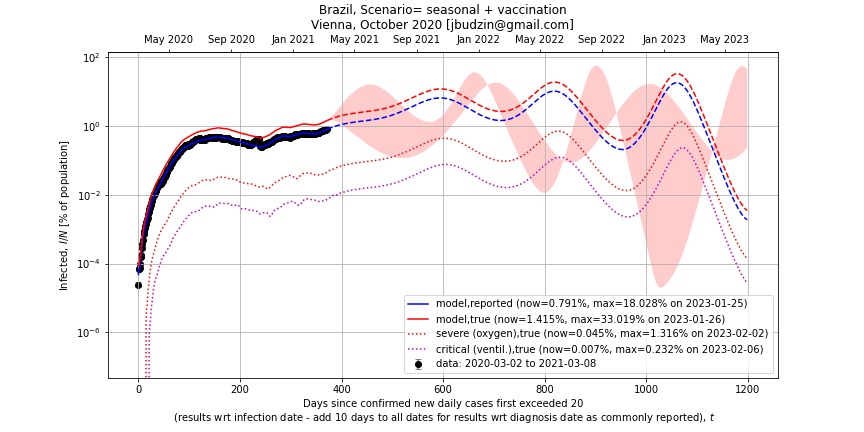 Brazil, Scenario= seasonal + vaccination
Vienna, October 2020 [jbudzin@gmail.com]
May 2020 Sep 2020 Jan 2021 May 2021 Sep 2021 Jan 2022 May 2022 Sep 2022 Jan 2023 May 2023
Infected, I/N [% of population]
10²
10⁰
10⁻²
10⁻⁴
10⁻⁶
model,reported (now=0.791%, max=18.028% on 2023-01-25)
model,true (now=1.415%, max=33.019% on 2023-01-26)
severe (oxygen),true (now=0.045%, max=1.316% on 2023-02-02)
critical (ventil.),true (now=0.007%, max=0.232% on 2023-02-06)
data: 2020-03-02 to 2021-03-08
0 200 400 600 800 1000 1200
Days since confirmed new daily cases first exceeded 20
(results wrt infection date - add 10 days to all dates for results wrt diagnosis date as commonly reported), t